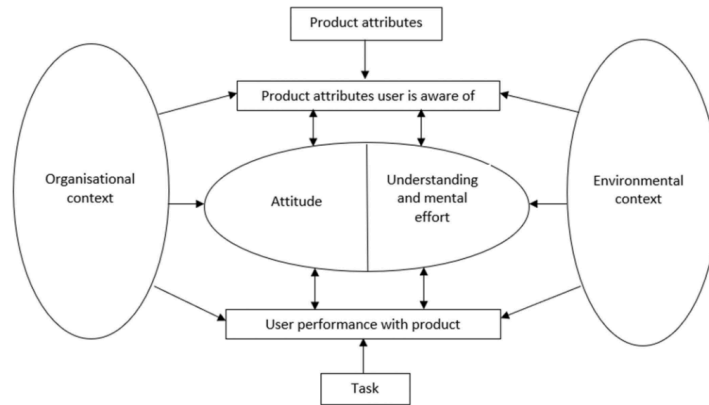 Product attributes
Product attributes user is aware of
Organisational
context
Attitude
Understanding
and mental
effort
Environmental
context
User performance with product
Task